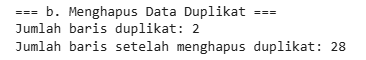 === b. Menghapus Data Duplikat ===
Jumlah baris duplikat: 2
Jumlah baris setelah menghapus duplikat: 28